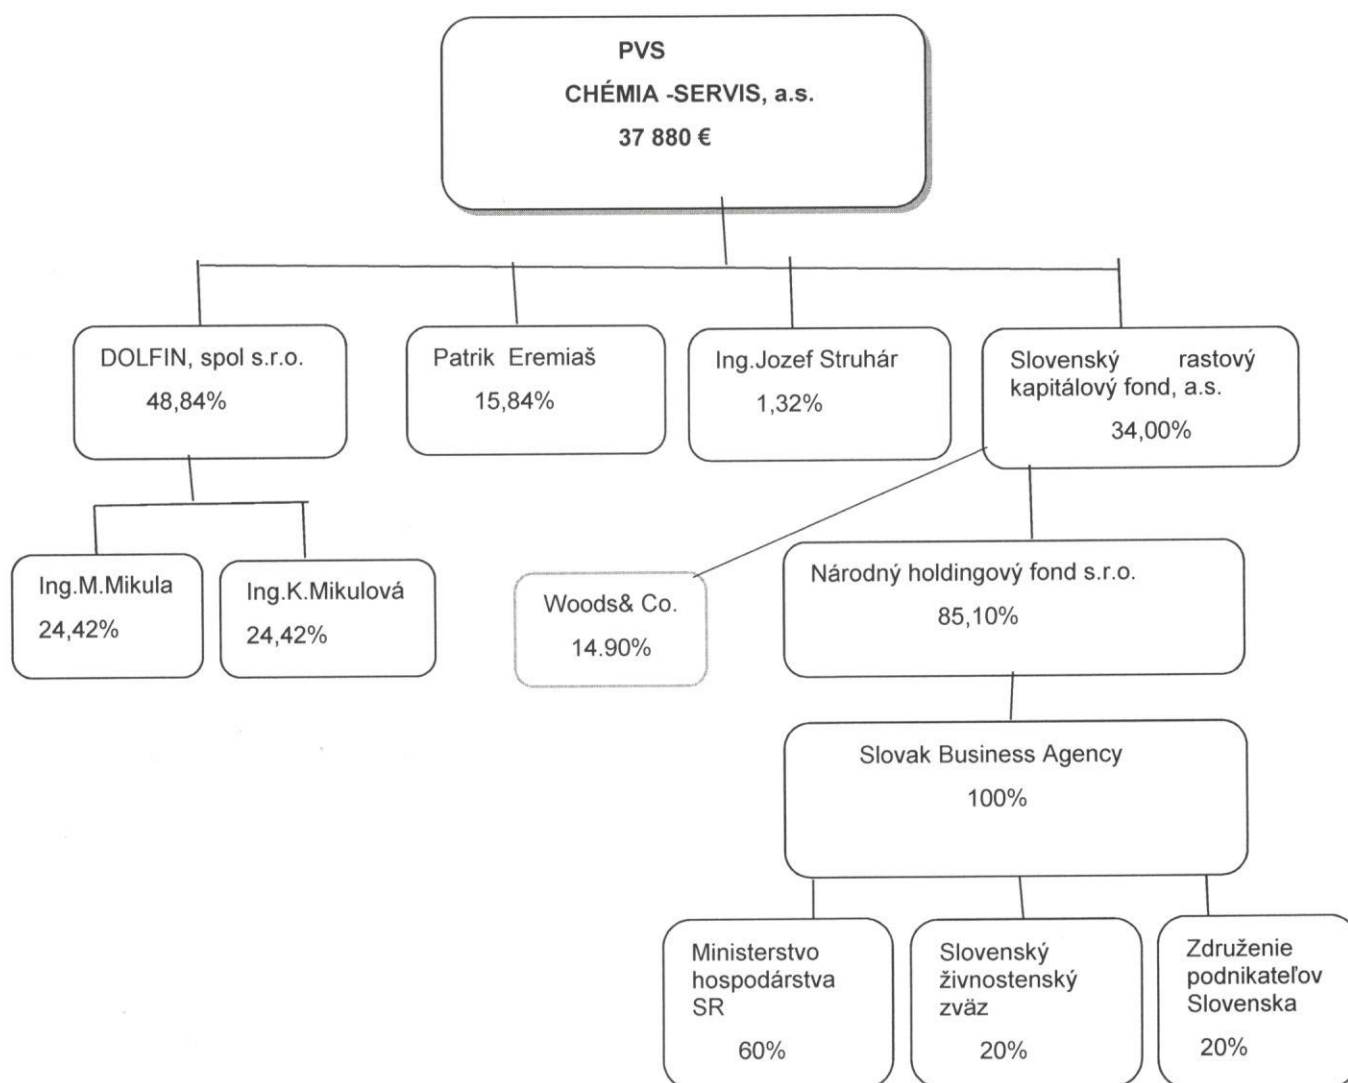 PVS
CHÉMIA -SERVIS, a.s.
37 880 €
DOLFIN, spol s.r.o.
48,84%
Patrik Eremiaš
15,84%
Ing.Jozef Struhár
1,32%
Slovenský rastový
kapitálový fond, a.s.
34,00%
Ing.M.Mikula
24,42%
Ing.K.Mikulová
24,42%
Woods& Co.
14.90%
Národný holdingový fond s.r.o.
85,10%
Slovak Business Agency
100%
Ministerstvo
hospodárstva
SR
60%
Slovenský
živnostenský
zväz
20%
Združenie
podnikateľov
Slovenska
20%